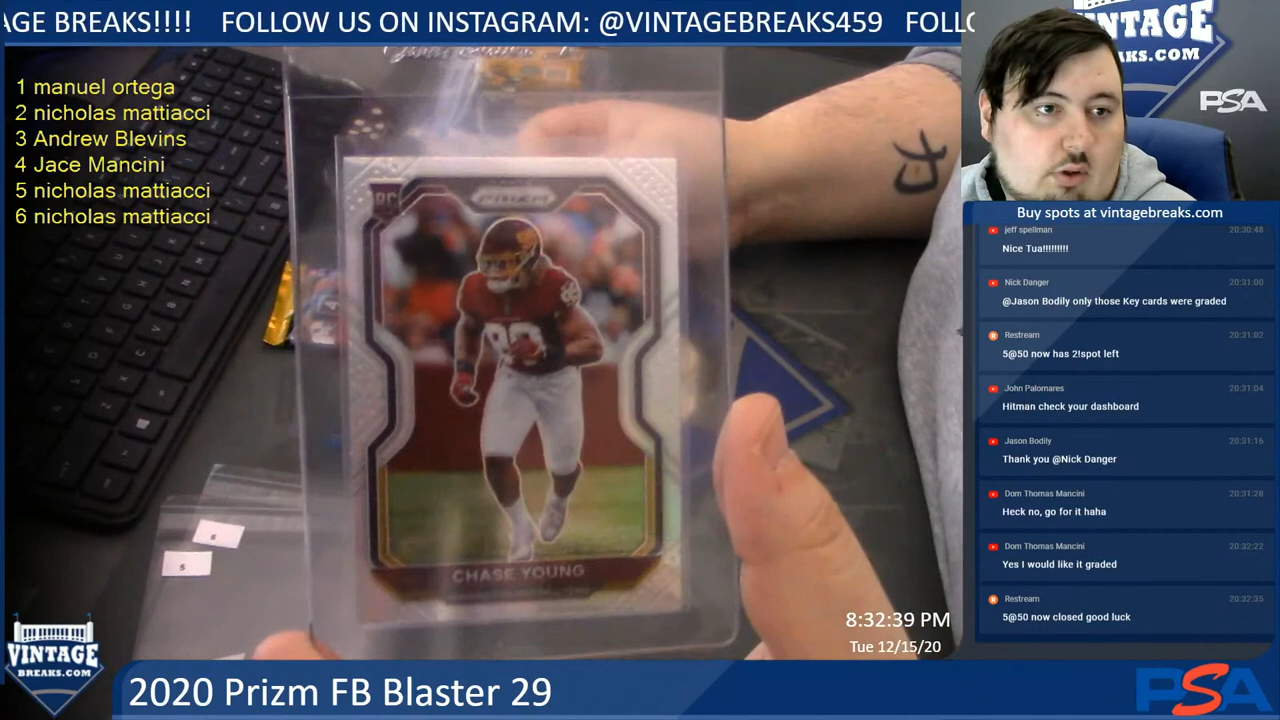 AGE BREAKS!!!! FOLLOW US ON INSTAGRAM: @VINTAGEBREAKS459 FOLL
VINTAGE
BREAKS.COM
PSA
1 manuel ortega
2 nicholas mattiacci
3 Andrew Blevins
4 Jace Mancini
5 nicholas mattiacci
6 nicholas mattiacci
RC
PRIZM
CHASE YOUNG
6
5
Buy spots at vintagebreaks.com
jeff spellman 20:30:48
Nice Tua!!!!!!!!!
Nick Danger 20:31:00
@Jason Bodily only those Key cards were graded
Restream 20:31:02
5@50 now has 2!spot left
John Palomares 20:31:04
Hitman check your dashboard
Jason Bodily 20:31:16
Thank you @Nick Danger
Dom Thomas Mancini 20:31:28
Heck no, go for it haha
Dom Thomas Mancini 20:32:22
Yes I would like it graded
Restream 20:32:35
5@50 now closed good luck
8:32:39 PM
Tue 12/15/20
VINTAGE
BREAKS.COM
2020 Prizm FB Blaster 29
PSA